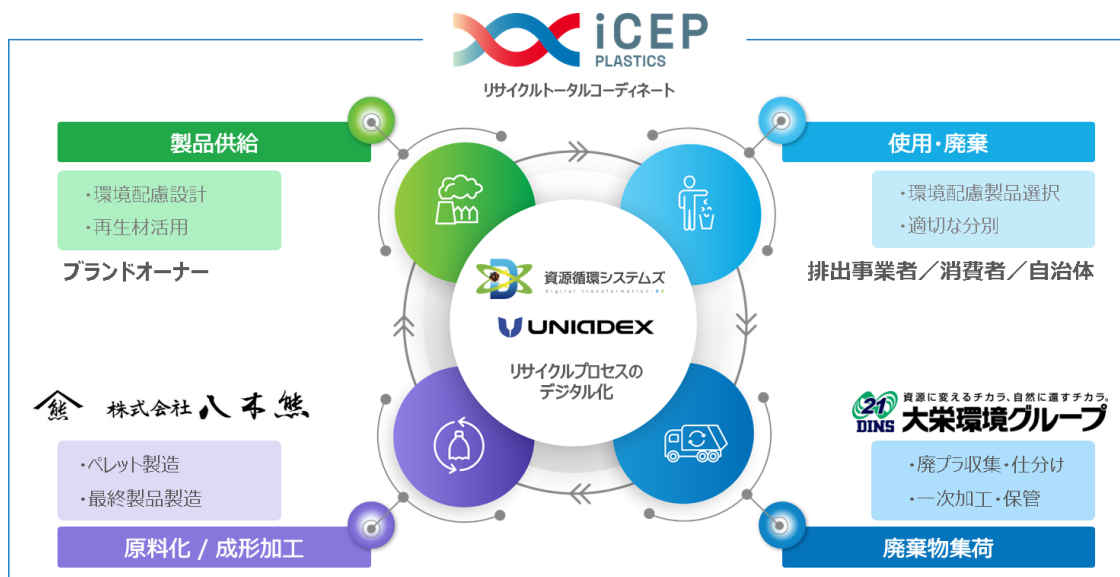 iCEP
PLASTICS
リサイクルトータルコーディネート
製品供給
・環境配慮設計
・再生材活用
ブランドオーナー
使用・廃棄
・環境配慮製品選択
・適切な分別
排出事業者／消費者／自治体
D
資源循環システムズ
Digital transformation
UNIADEX
リサイクルプロセスの
デジタル化
熊
株式会社八木熊
・ペレット製造
・最終製品製造
原料化 / 成形加工
21
DINS
資源に変えるチカラ、自然に還すチカラ。
大栄環境グループ
・廃プラ収集・仕分け
・一次加工・保管
廃棄物集荷